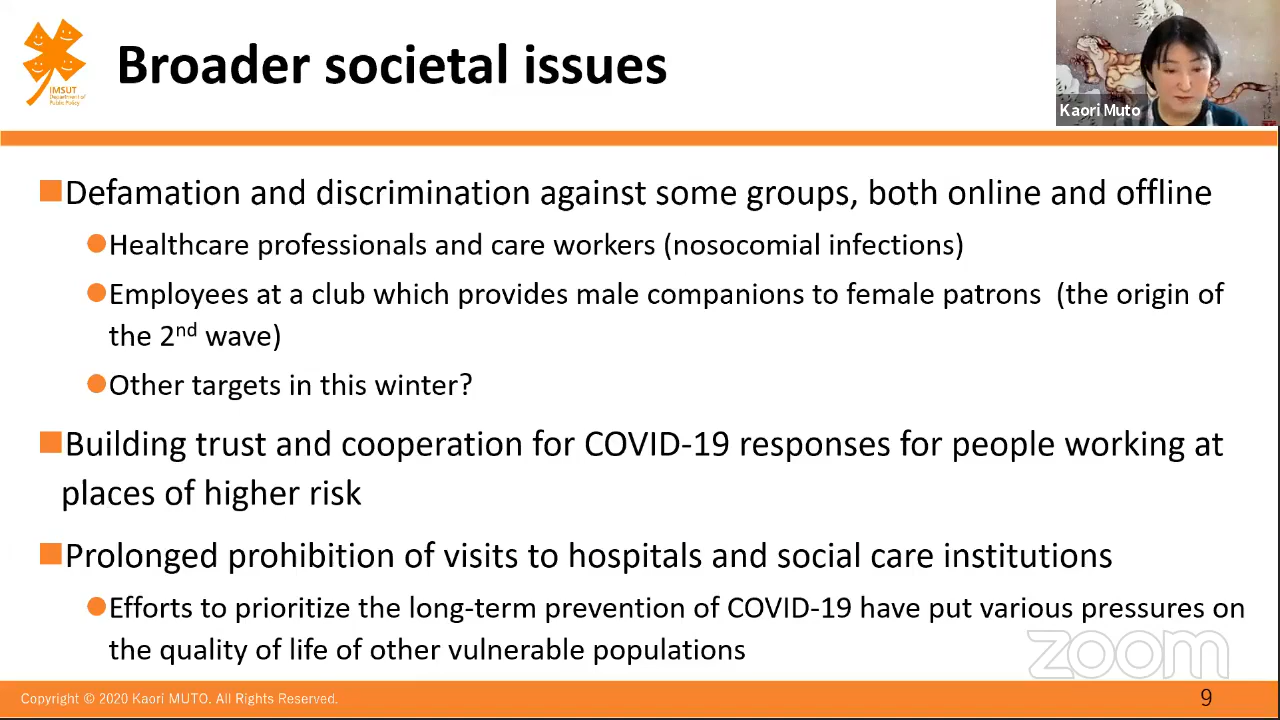 Broader societal issues
IMSUT
Department of
Public Policy
Kaori Muto
Defamation and discrimination against some groups, both online and offline
Healthcare professionals and care workers (nosocomial infections)
Employees at a club which provides male companions to female patrons (the origin of
the 2nd wave)
Other targets in this winter?
Building trust and cooperation for COVID-19 responses for people working at
places of higher risk
Prolonged prohibition of visits to hospitals and social care institutions
Efforts to prioritize the long-term prevention of COVID-19 have put various pressures on
the quality of life of other vulnerable populations
zoom
Copyright © 2020 Kaori MUTO. All Rights Reserved.
9